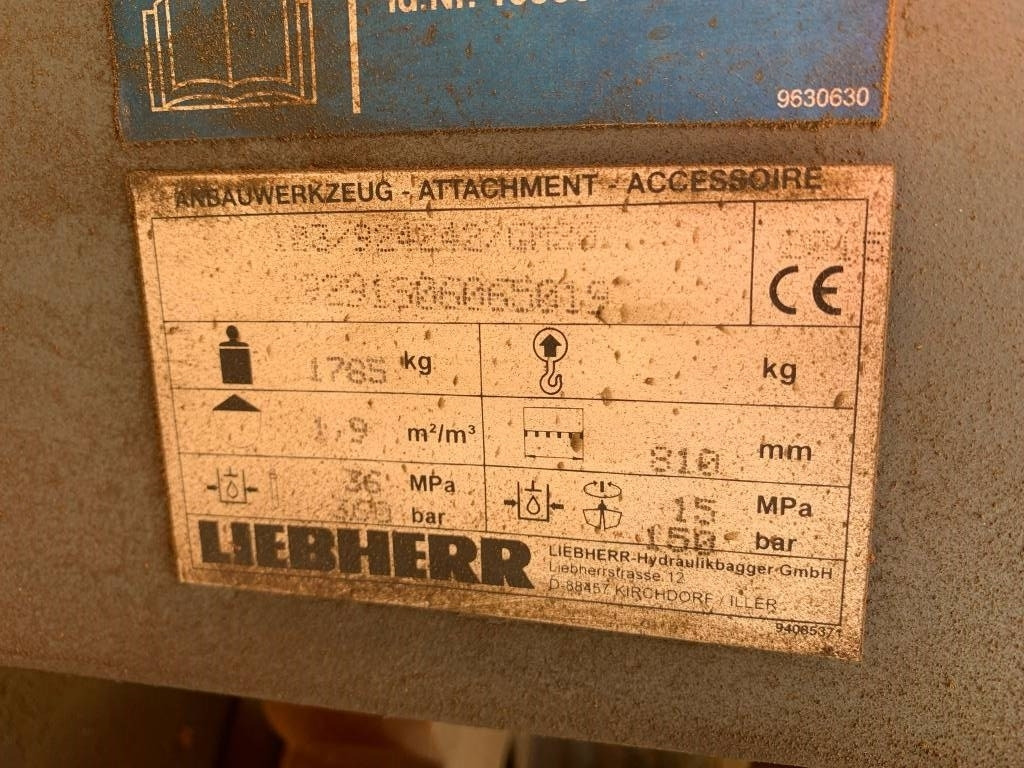 Id.Nr.
9630630
ANBAUWERKZEUG - ATTACHMENT - ACCESSOIRE
CE
1785 kg
kg
1,9 m²/m³
810 mm
36 MPa
bar
15 MPa
150 bar
LIEBHERR
LIEBHERR-Hydraulikbagger GmbH
Liebherrstrasse 12
D-88457 KIRCHDORF / ILLER
94085371